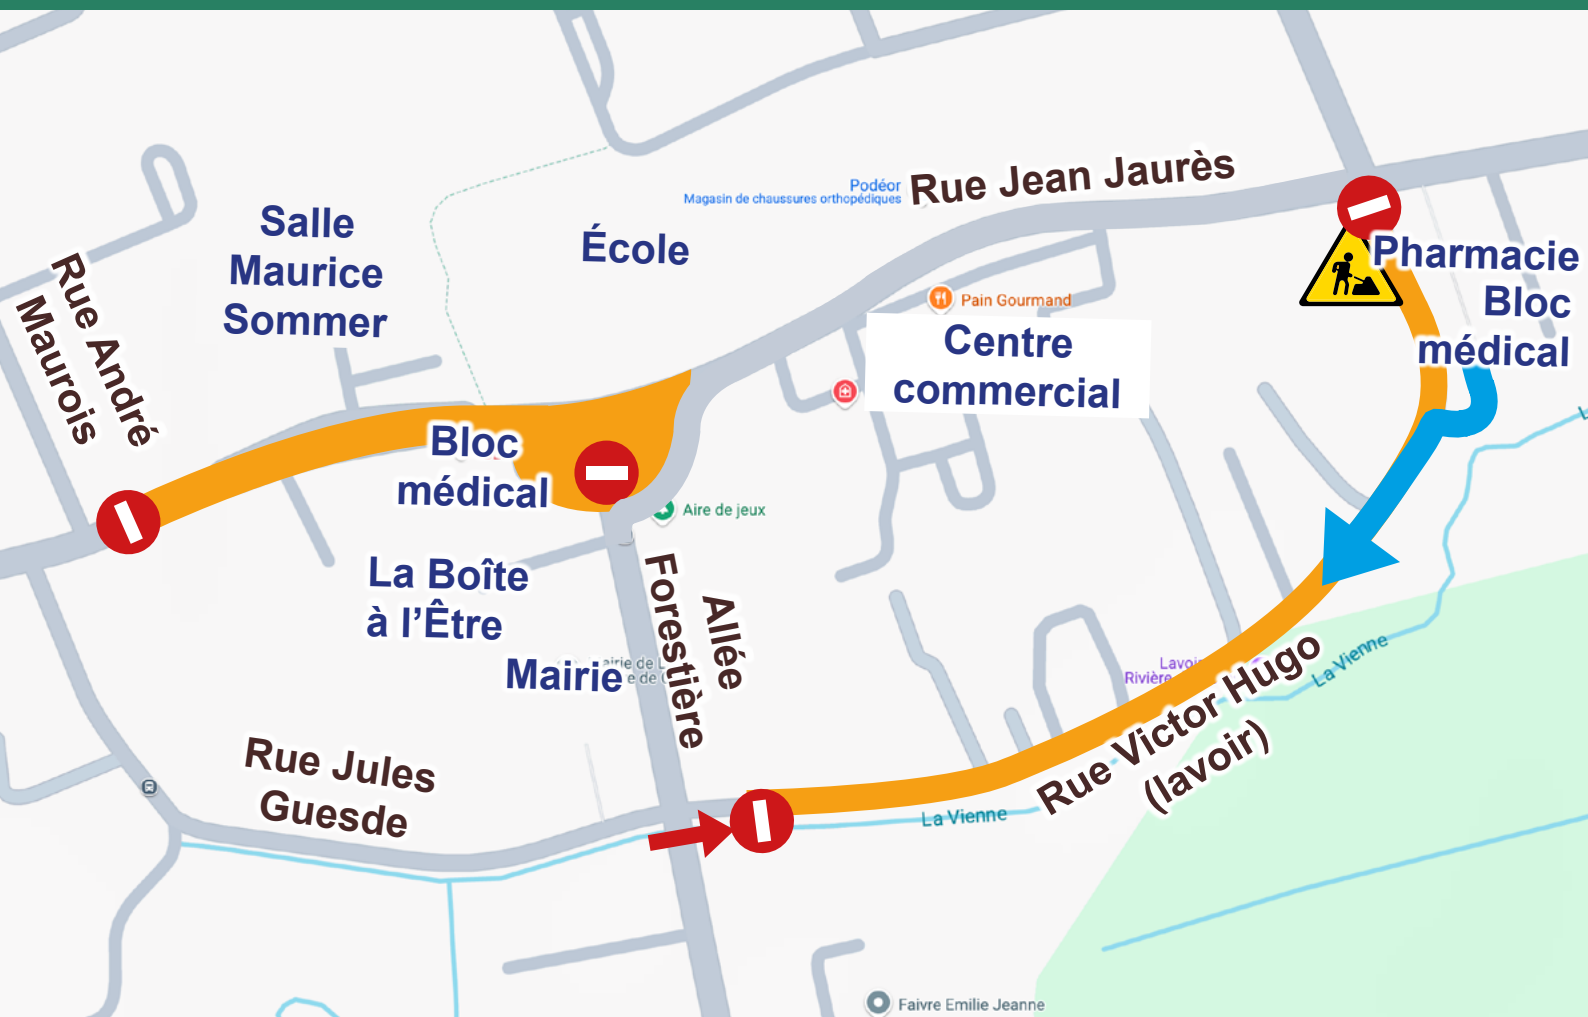 Podéor
Magasin de chaussures orthopédiques
Rue Jean Jaurès
Salle
Maurice
Sommer
École
Pharmacie
Bloc
médical
Rue André
Maurois
Pain Gourmand
Centre
commercial
Bloc
médical
Aire de jeux
La Boîte
à l’Être
Allée
Forestière
Mairie
Lavoi
Rivière
La Vienne
Rue Victor Hugo
(lavoir)
Rue Jules
Guesde
La Vienne
Faivre Emilie Jeanne